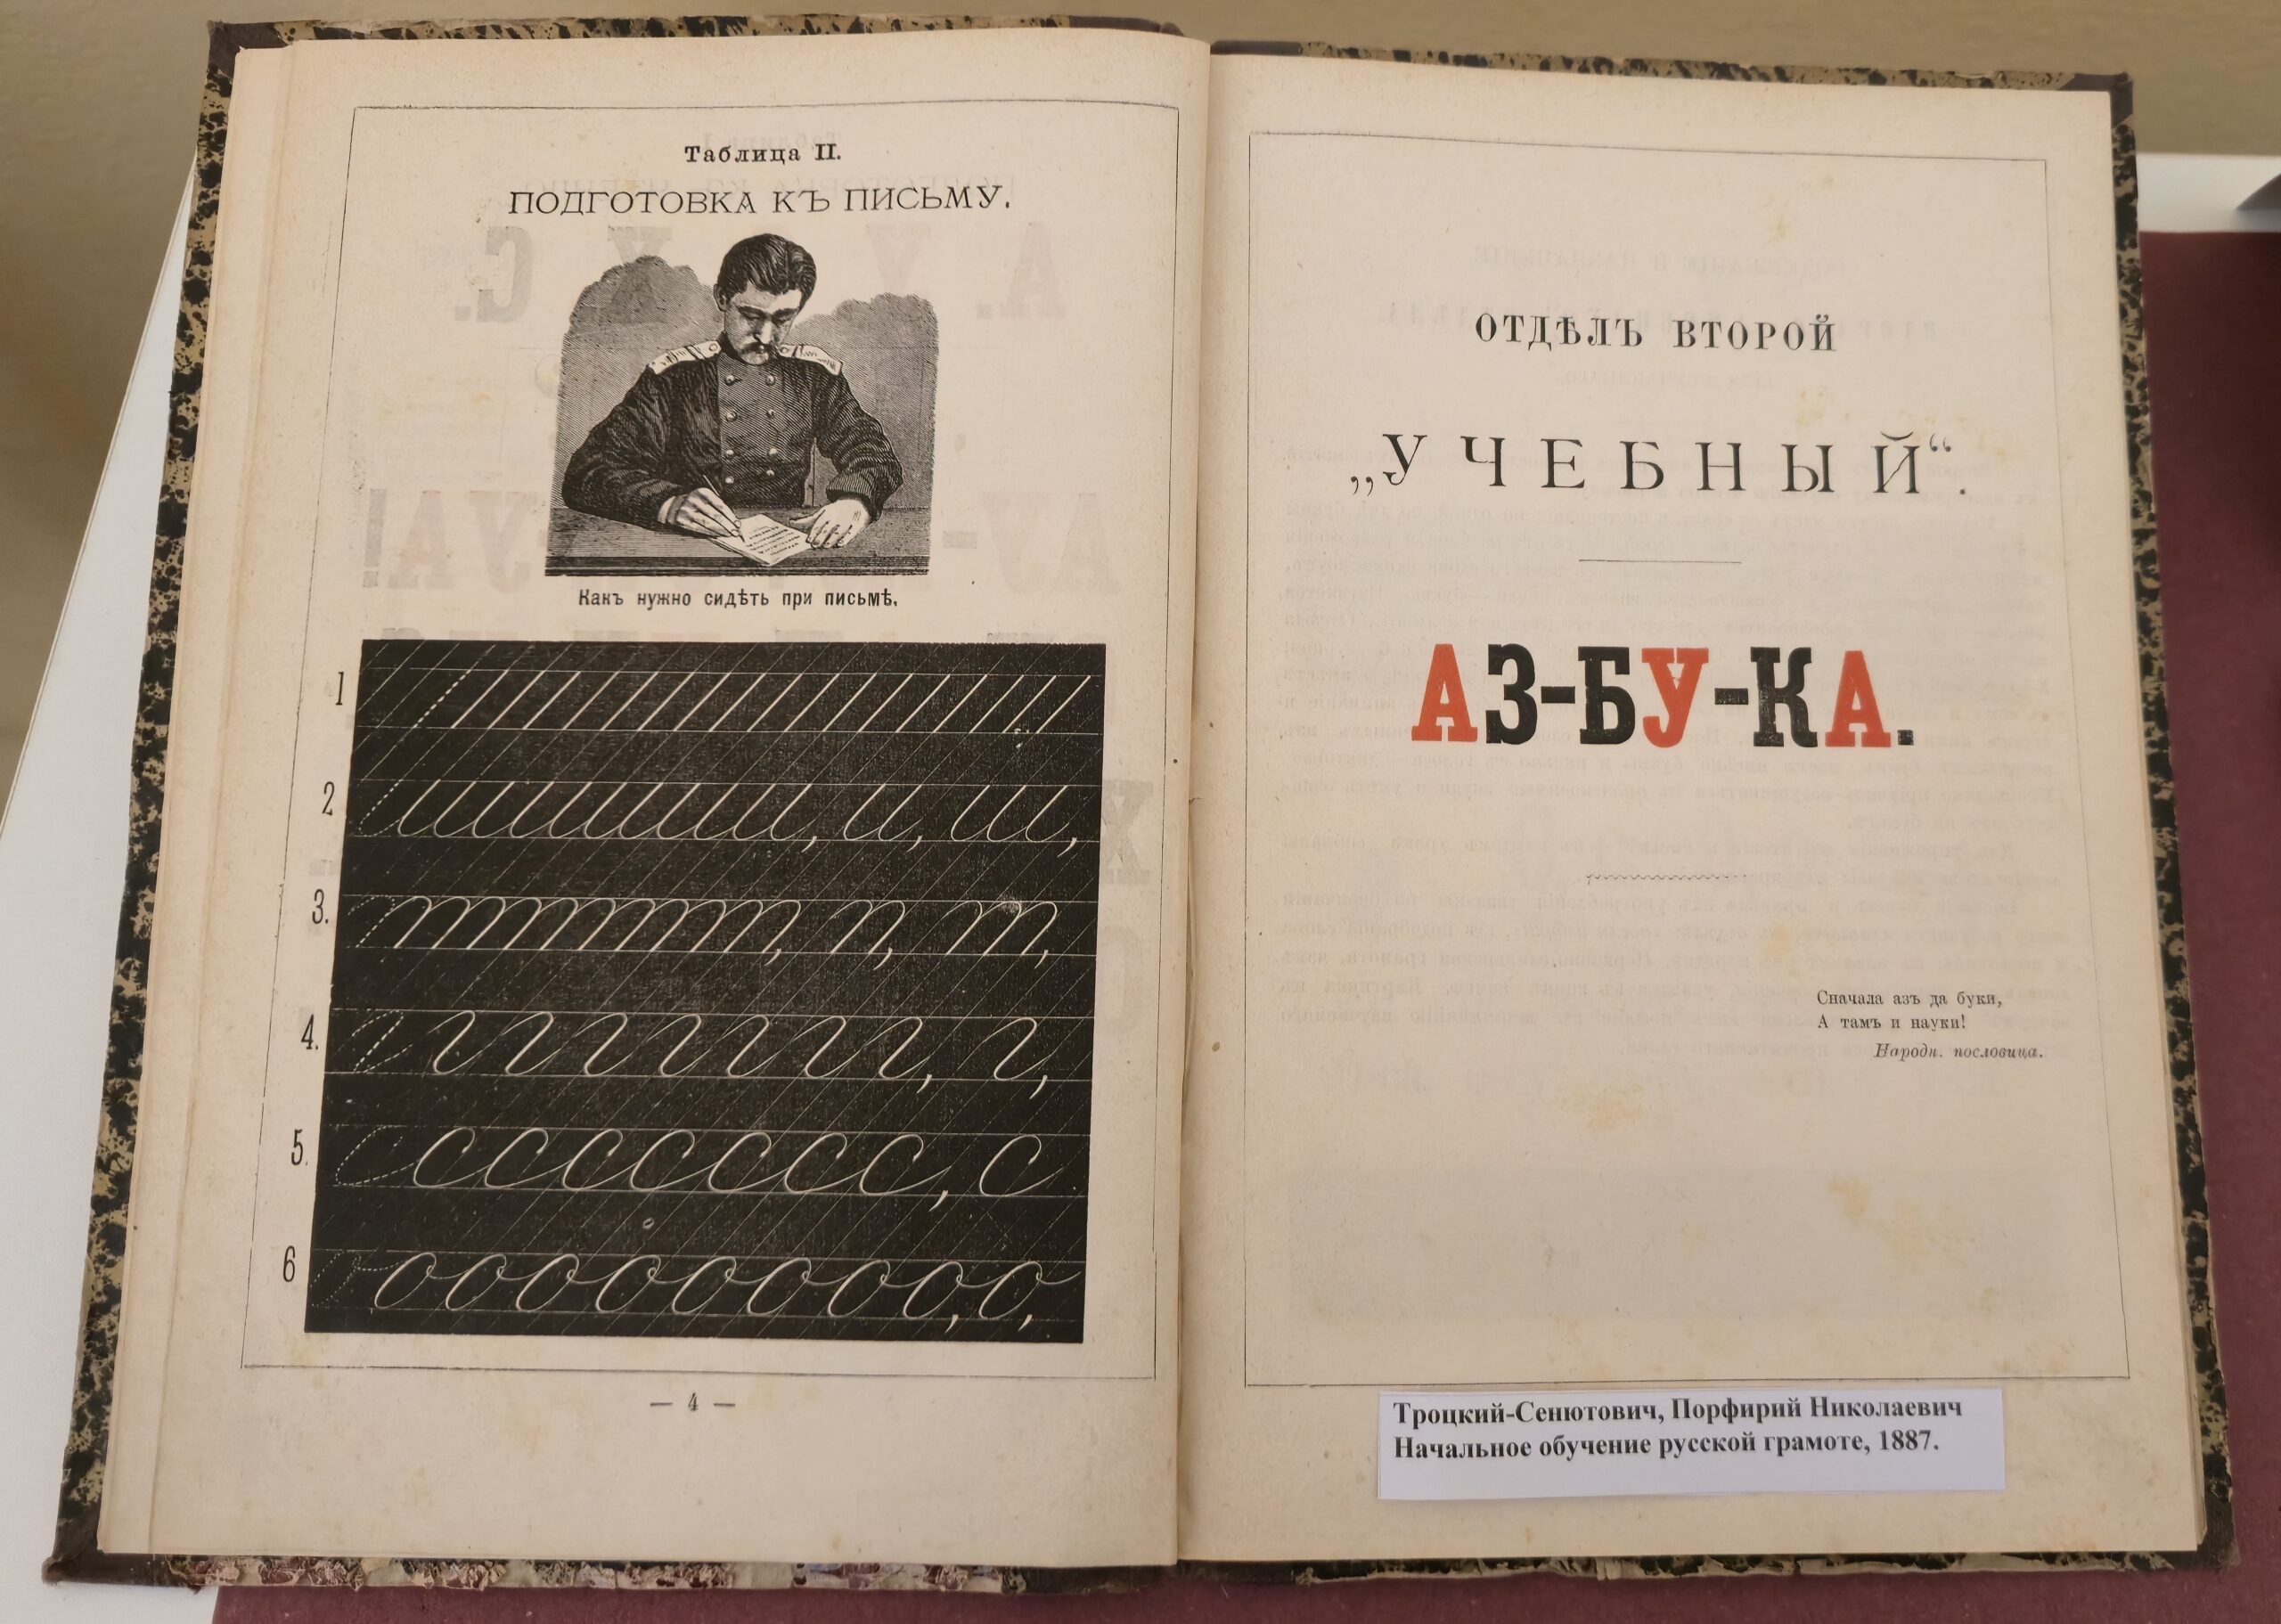 Таблица II.
ПОДГОТОВКА КЪ ПИСЬМУ.
Какъ нужно сидѣть при письмѣ.
1
2
и, и, ш,
3.
п, т,
4.
г, г,
5.
ссссссс, с
6
оооооооо, о,
— 4 —
ОТДѢЛЪ ВТОРОЙ
„УЧЕБНЫЙ“.
АЗ-БУ-КА.
Сначала азъ да буки,
А тамъ и науки!
Народн. пословица.
Троцкий-Сенютович, Порфирий Николаевич
Начальное обучение русской грамоте, 1887.